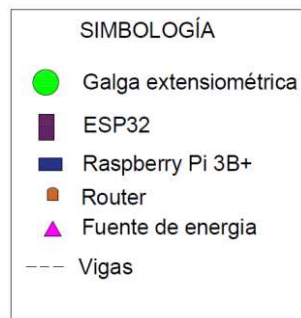 SIMBOLOGÍA
Galga extensiométrica
ESP32
Raspberry Pi 3B+
Router
Fuente de energia
Vigas